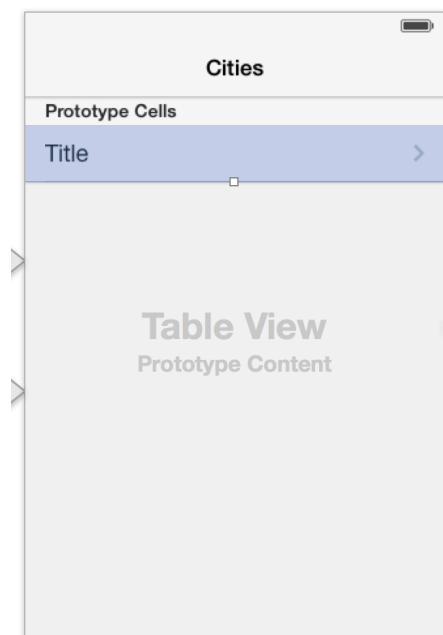 Cities
Prototype Cells
Title
Table View
Prototype Content